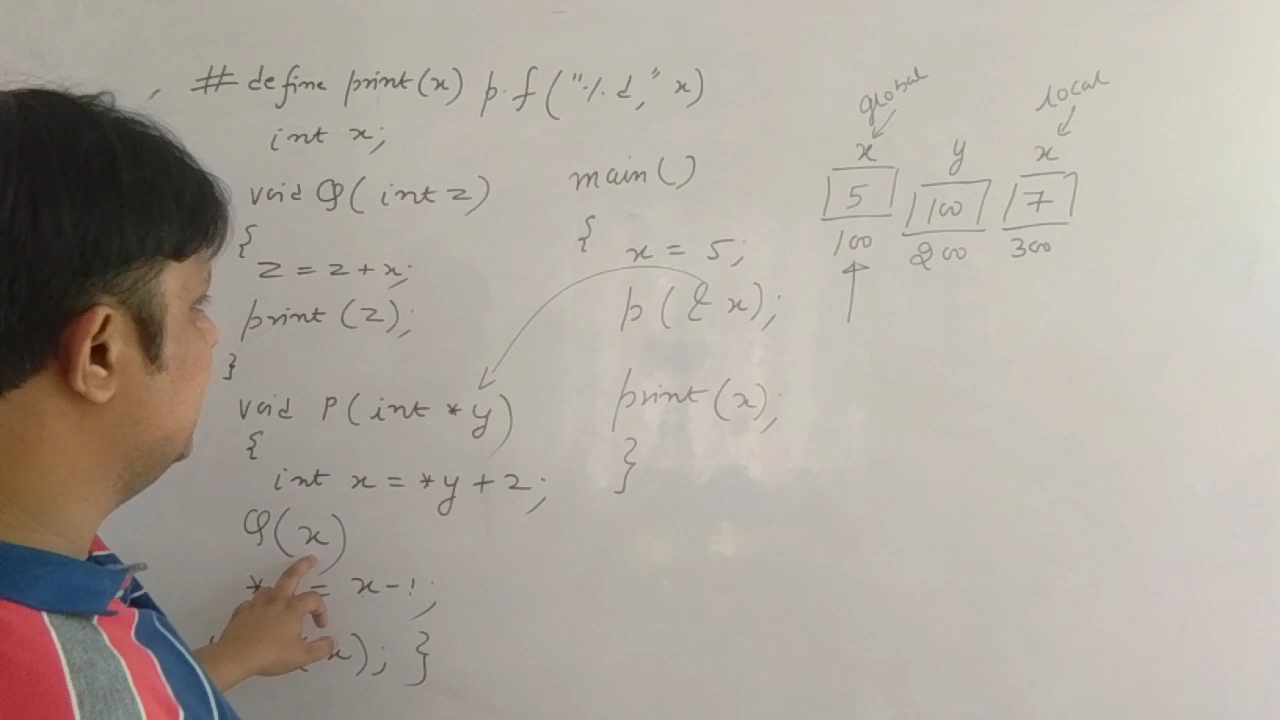 # define print(x) p.f("%d," x)
int x;
void Q(int z)
{
z = z + x;
print(z);
}
void P(int *y)
{
int x = *y + 2;
Q(x)
* = x - 1;
x); }
main()
{
x = 5;
p(&x);
print(x);
}
global local
x y x
5 100 7
100 200 300